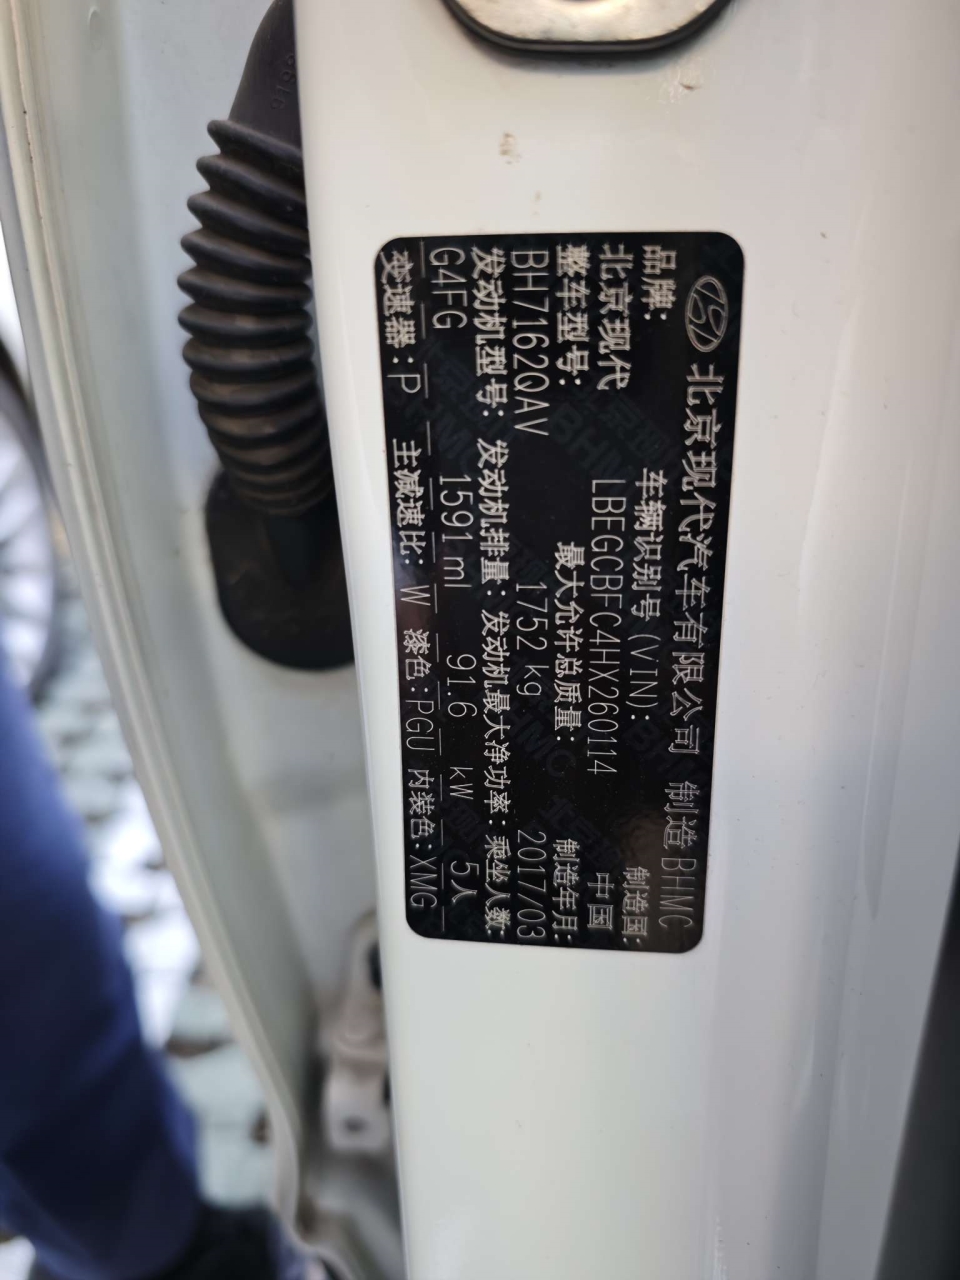 北京现代汽车有限公司 制造 BHMC
品牌: 车辆识别号(VIN): 制造国:
北京现代 LBEGCBFC4HX260114 中国
整车型号: 最大允许总质量: 制造年月:
BH7162QAV 1752 kg 2017/03
发动机型号: 发动机排量: 发动机最大净功率: 乘坐人数:
G4FG 1591 ml 91.6 kW 5人
变速器: P 主减速比: W 漆色: PGU 内装色: XMG